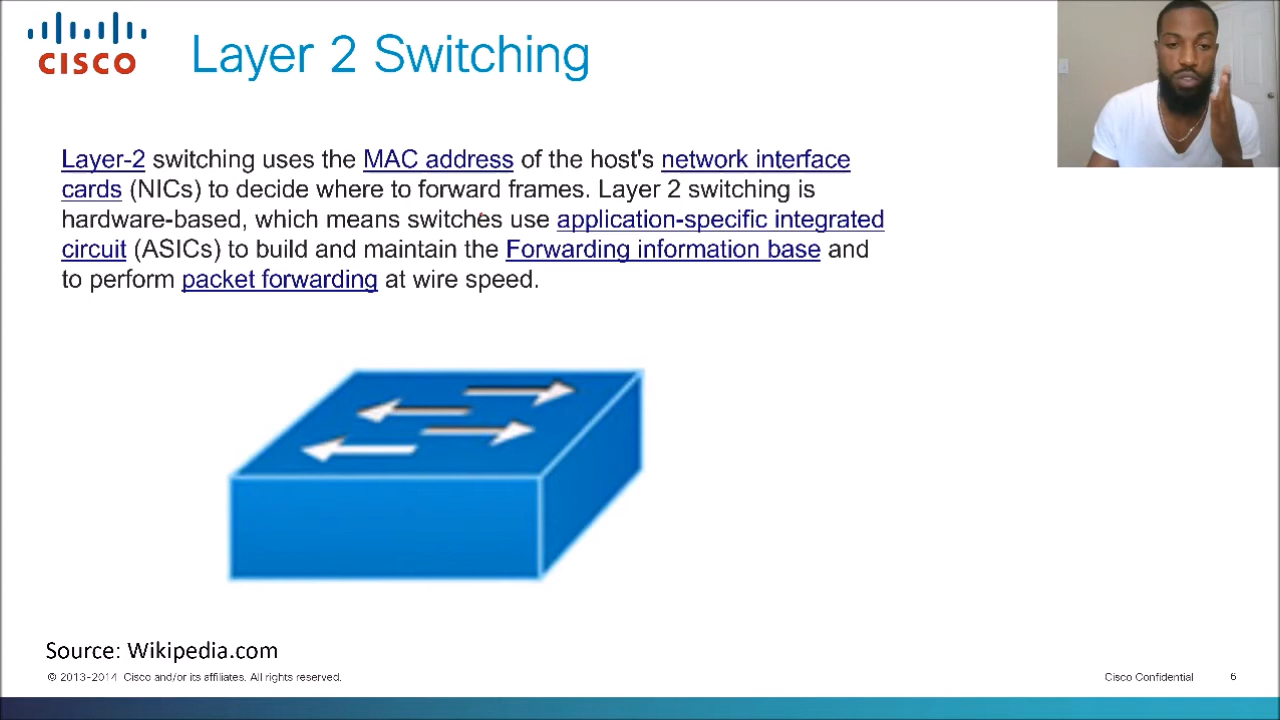 CISCO
Layer 2 Switching
Layer-2 switching uses the MAC address of the host's network interface
cards (NICs) to decide where to forward frames. Layer 2 switching is
hardware-based, which means switches use application-specific integrated
circuit (ASICs) to build and maintain the Forwarding information base and
to perform packet forwarding at wire speed.
Source: Wikipedia.com
© 2013-2014 Cisco and/or its affiliates. All rights reserved.
Cisco Confidential
6